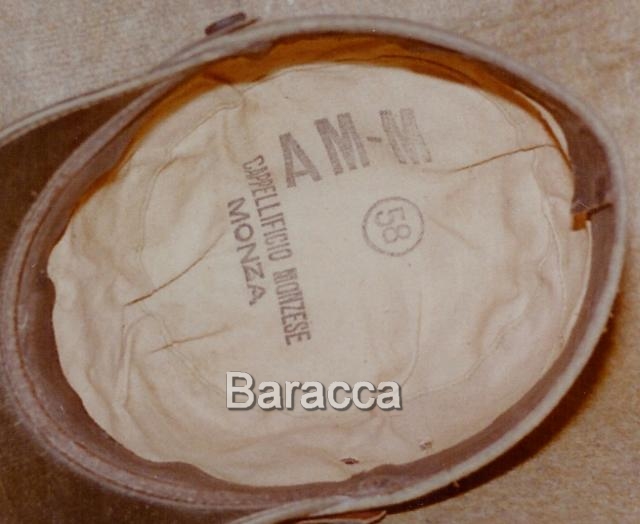 AM-M
58
CAPPELLIFICIO MONZESE
MONZA
Baracca